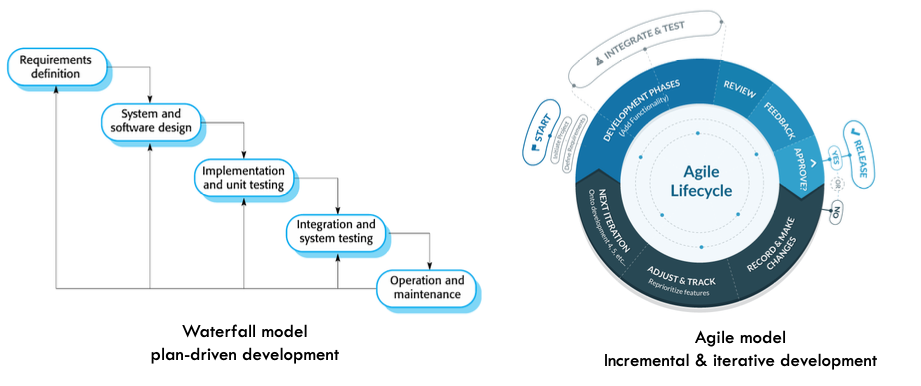 Requirements
definition
System and
software design
Implementation
and unit testing
Integration and
system testing
Operation and
maintenance
Waterfall model
plan-driven development
INTEGRATE & TEST
START
Initiate Project
Define Requirements
DEVELOPMENT PHASES
(Add Functionality)
REVIEW
FEEDBACK
APPROVE?
YES
OR
NO
RELEASE
RECORD & MAKE
CHANGES
ADJUST & TRACK
Reprioritize features
NEXT ITERATION
Onto development 4, 5, etc...
Agile
Lifecycle
Agile model
Incremental & iterative development